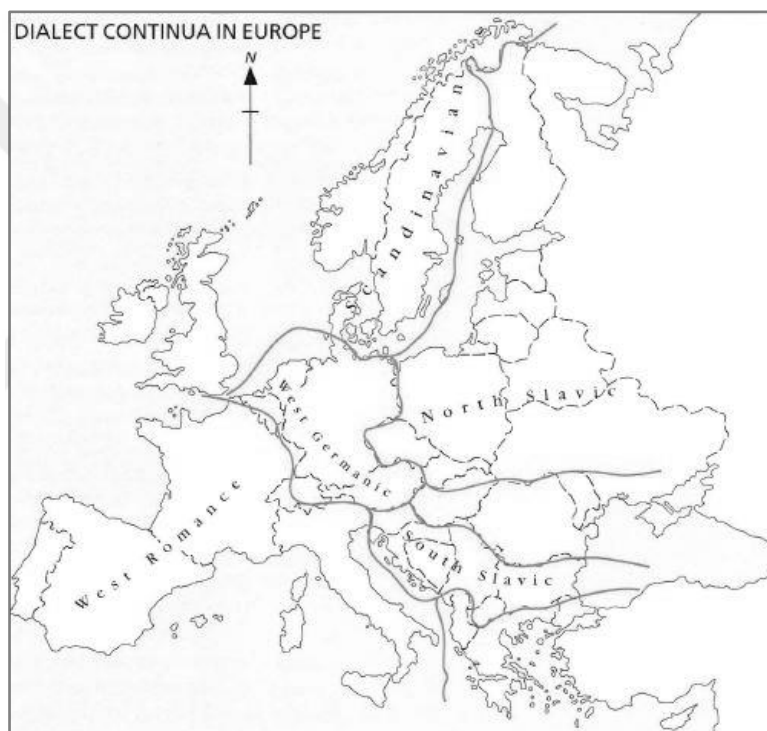 DIALECT CONTINUA IN EUROPE
N
Scandinavian
North Slavic
West Germanic
West Romance
South Slavic